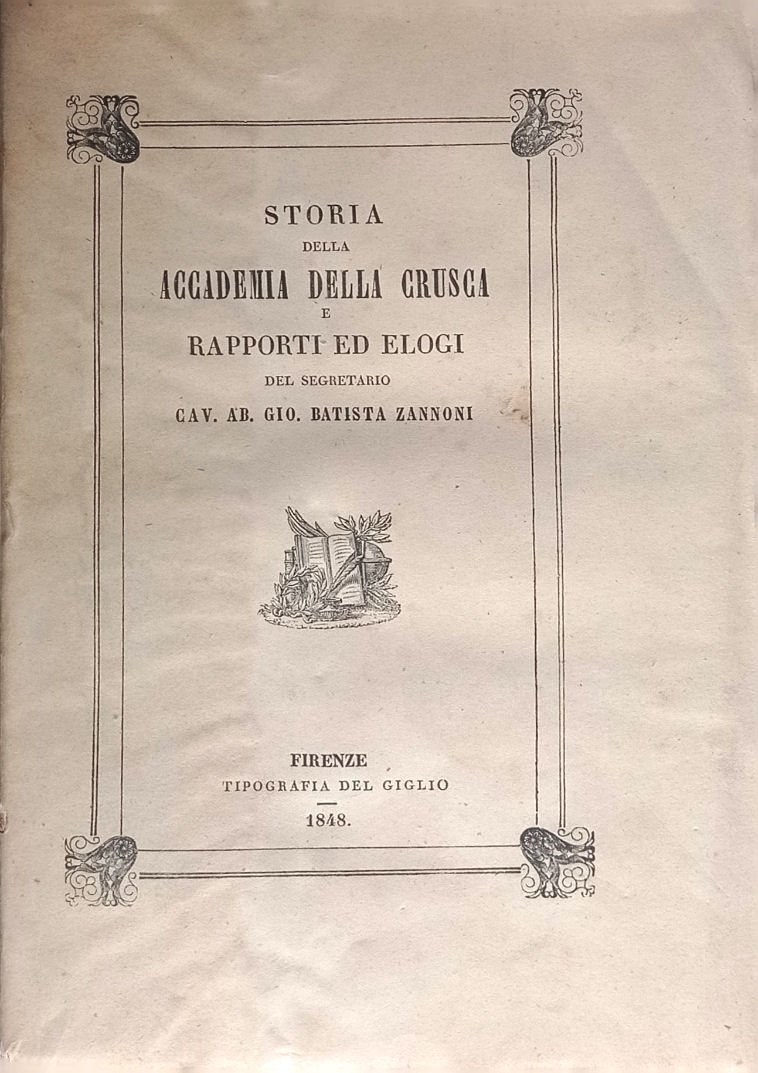 STORIA
DELLA
ACCADEMIA DELLA CRUSCA
E
RAPPORTI ED ELOGI
DEL SEGRETARIO
CAV. AB. GIO. BATISTA ZANNONI
FIRENZE
TIPOGRAFIA DEL GIGLIO
1848.